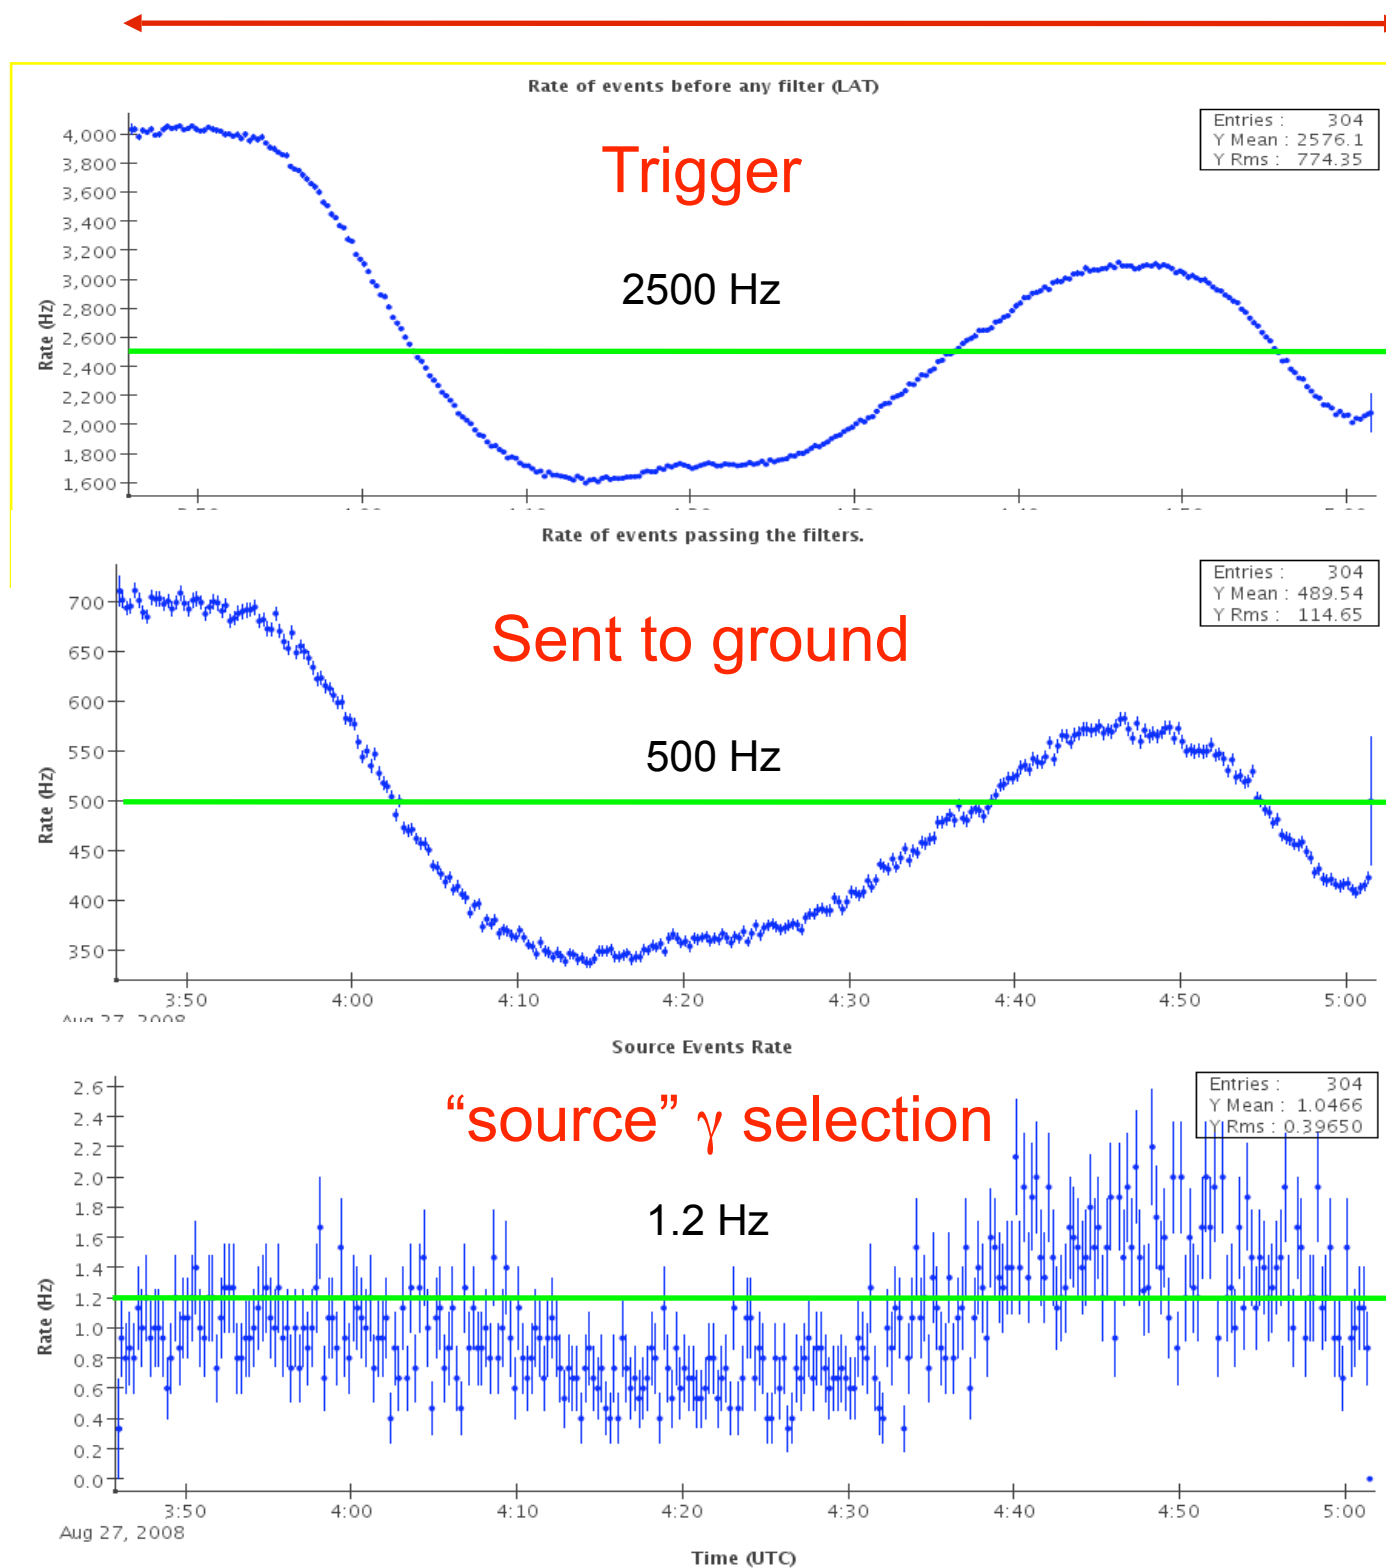 Rate of events before any filter (LAT)
Entries : 304
Y Mean : 2576.1
Y Rms : 774.35
Trigger
2500 Hz
Rate (Hz)
4,000
3,800
3,600
3,400
3,200
3,000
2,800
2,600
2,400
2,200
2,000
1,800
1,600
Rate of events passing the filters.
Entries : 304
Y Mean : 489.54
Y Rms : 114.65
Sent to ground
500 Hz
Rate (Hz)
700
650
600
550
500
450
400
350
3:50 4:00 4:10 4:20 4:30 4:40 4:50 5:00
Aug 27, 2008
Source Events Rate
Entries : 304
Y Mean : 1.0466
Y Rms : 0.39650
“source” γ selection
1.2 Hz
Rate (Hz)
2.6
2.4
2.2
2.0
1.8
1.6
1.4
1.2
1.0
0.8
0.6
0.4
0.2
0.0
3:50 4:00 4:10 4:20 4:30 4:40 4:50 5:00
Aug 27, 2008
Time (UTC)